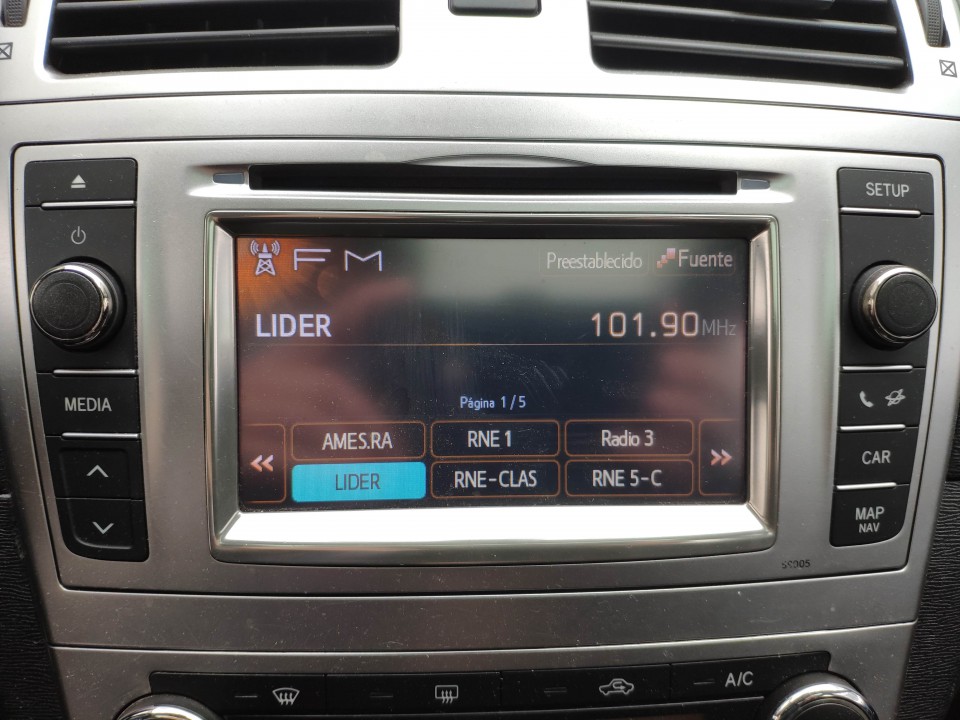 SETUP
FM
Preestablecido
Fuente
LIDER
101.90MHz
MEDIA
Página 1/5
AMES.RA
RNE 1
Radio 3
LIDER
RNE-CLAS
RNE 5-C
CAR
MAP
NAV
A/C